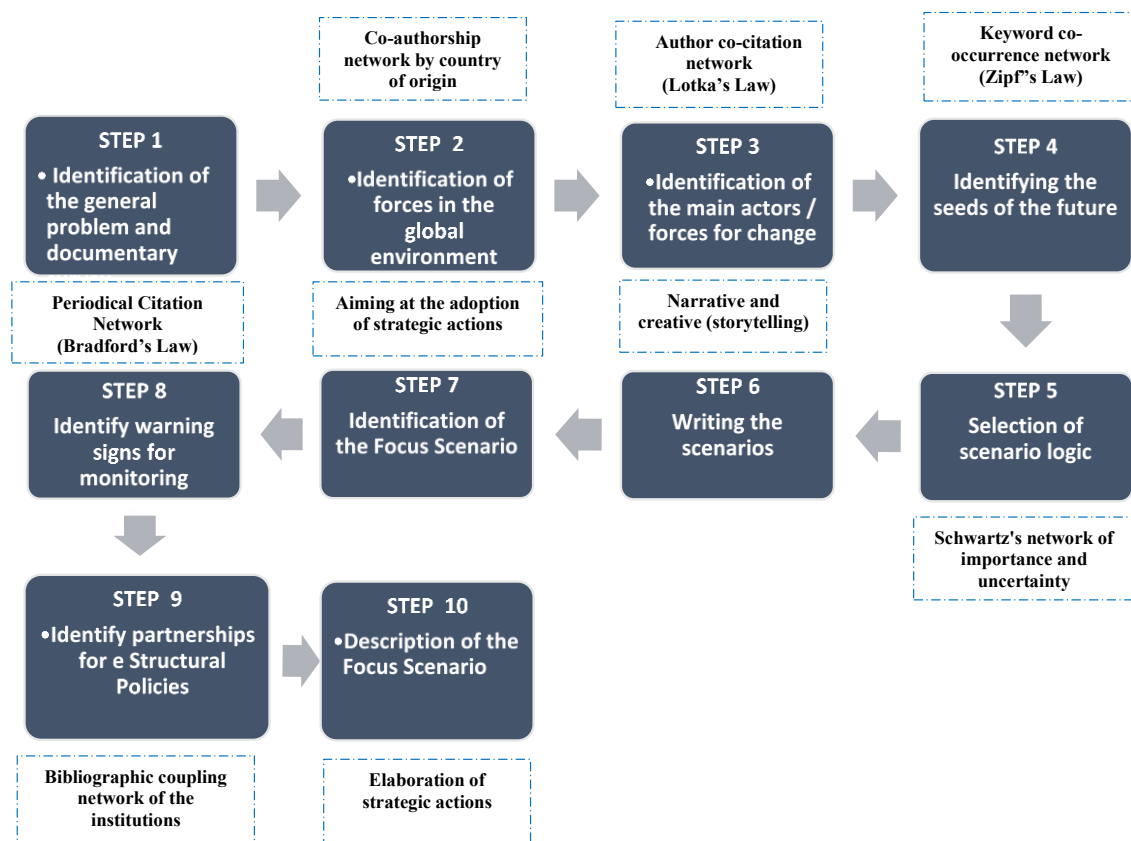 Co-authorship
network by country
of origin
Author co-citation
network
(Lotka's Law)
Keyword co-
occurrence network
(Zipf"s Law)
STEP 1
• Identification of
the general
problem and
documentary
STEP 2
•Identification of
forces in the
global
environment
STEP 3
•Identification of
the main actors /
forces for change
STEP 4
Identifying the
seeds of the future
Periodical Citation
Network
(Bradford's Law)
Aiming at the adoption
of strategic actions
Narrative and
creative (storytelling)
STEP 8
Identify warning
signs for
monitoring
STEP 7
Identification of
the Focus Scenario
STEP 6
Writing the
scenarios
STEP 5
Selection of
scenario logic
Schwartz's network of
importance and
uncertainty
STEP 9
•Identify partnerships
for e Structural
Policies
STEP 10
•Description of the
Focus Scenario
Bibliographic coupling
network of the
institutions
Elaboration of
strategic actions